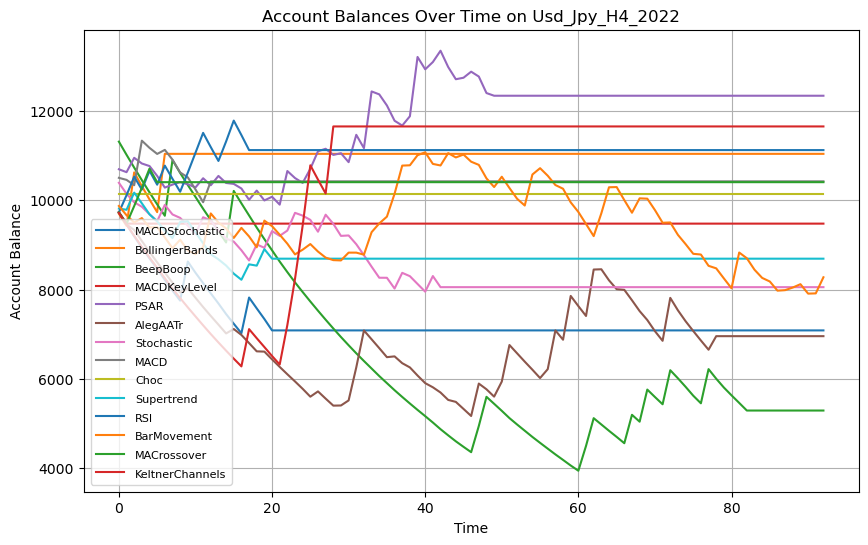 Account Balances Over Time on Usd_Jpy_H4_2022
Account Balance
12000
10000
8000
6000
4000
MACDStochastic
BollingerBands
BeepBoop
MACDKeyLevel
PSAR
AlegAATr
Stochastic
MACD
Choc
Supertrend
RSI
BarMovement
MACrossover
KeltnerChannels
0
20
40
60
80
Time